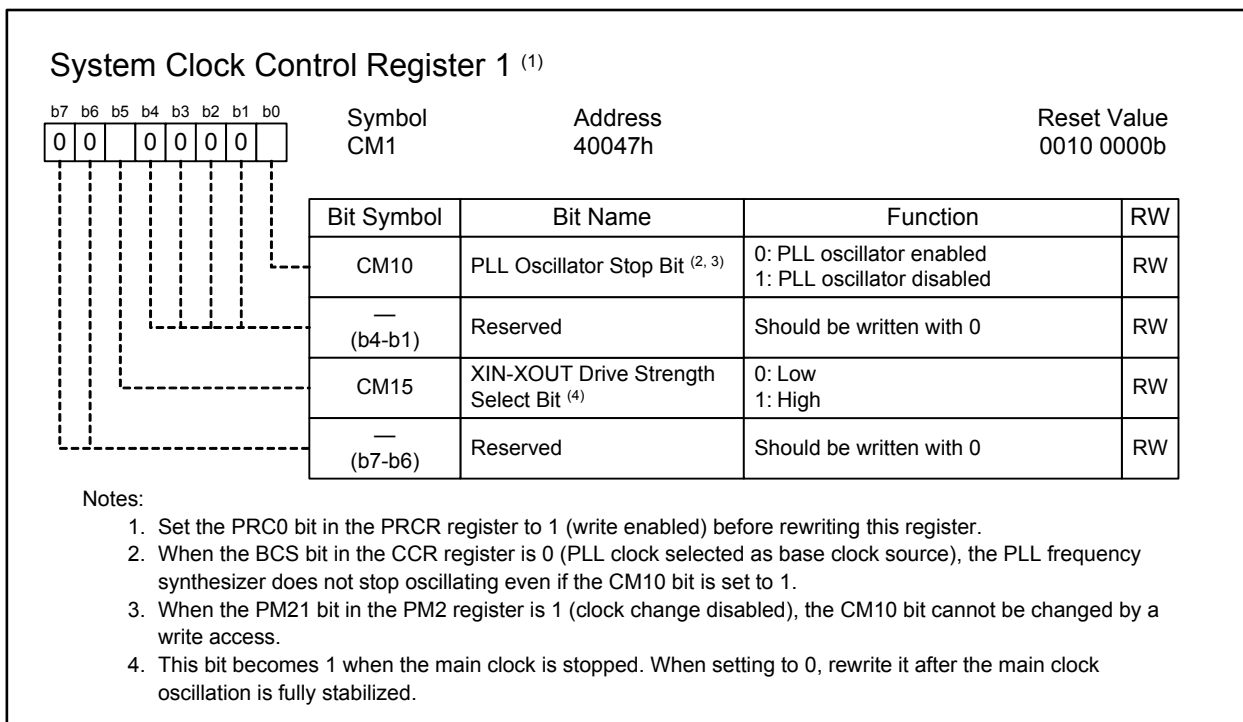 System Clock Control Register 1 (1)
b7 b6 b5 b4 b3 b2 b1 b0
0 0 0 0 0 0
Symbol Address Reset Value
CM1 40047h 0010 0000b
Bit Symbol Bit Name Function RW
CM10 PLL Oscillator Stop Bit (2, 3) 0: PLL oscillator enabled
1: PLL oscillator disabled RW
—
(b4-b1) Reserved Should be written with 0 RW
CM15 XIN-XOUT Drive Strength
Select Bit (4) 0: Low
1: High RW
—
(b7-b6) Reserved Should be written with 0 RW
Notes:
1. Set the PRC0 bit in the PRCR register to 1 (write enabled) before rewriting this register.
2. When the BCS bit in the CCR register is 0 (PLL clock selected as base clock source), the PLL frequency
synthesizer does not stop oscillating even if the CM10 bit is set to 1.
3. When the PM21 bit in the PM2 register is 1 (clock change disabled), the CM10 bit cannot be changed by a
write access.
4. This bit becomes 1 when the main clock is stopped. When setting to 0, rewrite it after the main clock
oscillation is fully stabilized.